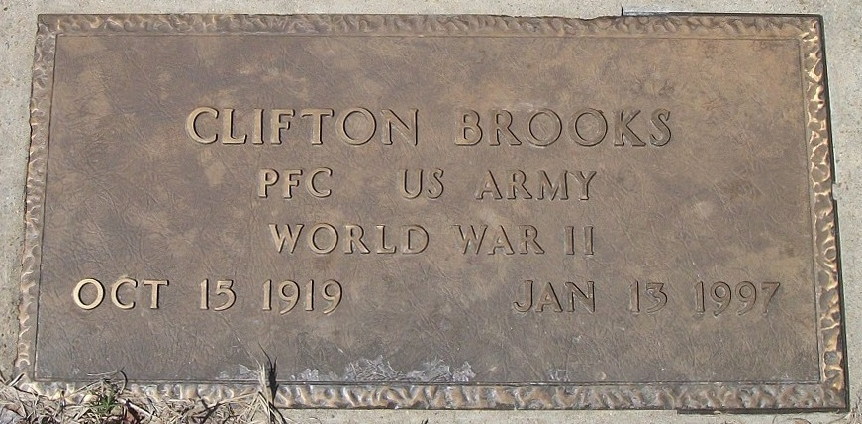 CLIFTON BROOKS
PFC US ARMY
WORLD WAR II
OCT 15 1919 JAN 13 1997